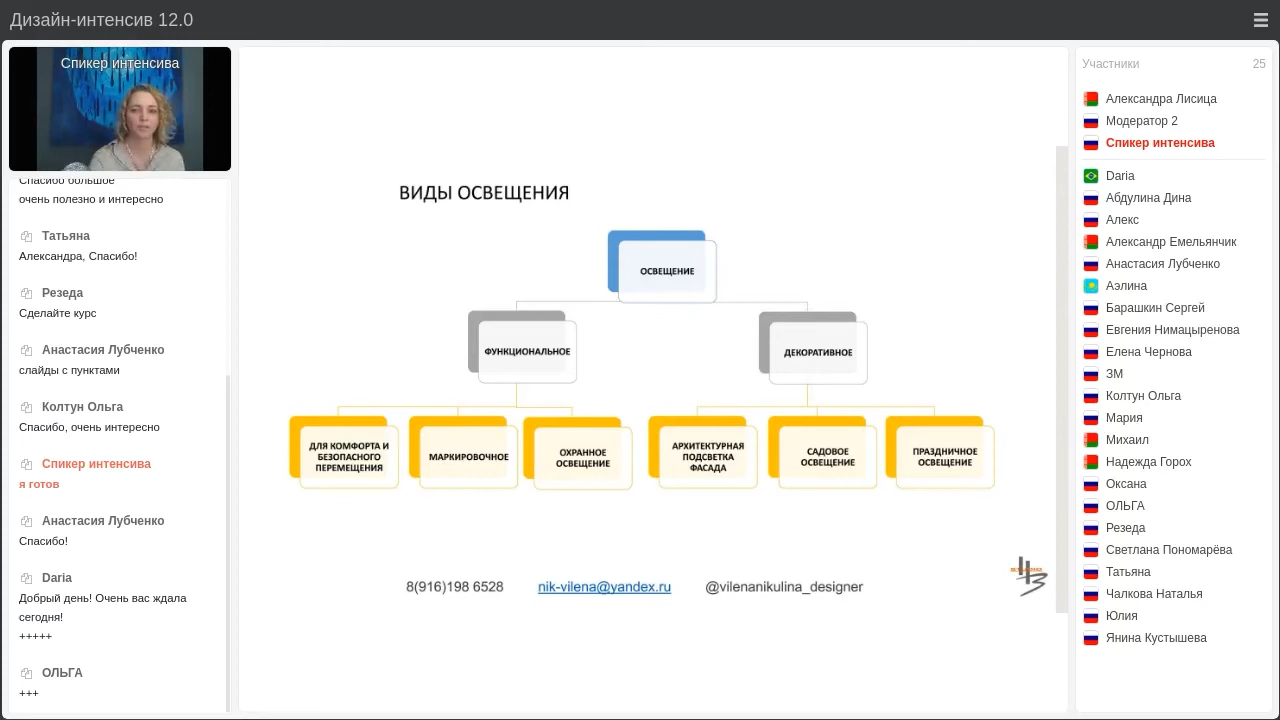 Дизайн-интенсив 12.0
Спикер интенсива
Спасибо большое
очень полезно и интересно
Татьяна
Александра, Спасибо!
Резеда
Сделайте курс
Анастасия Лубченко
слайды с пунктами
Колтун Ольга
Спасибо, очень интересно
Спикер интенсива
я готов
Анастасия Лубченко
Спасибо!
Daria
Добрый день! Очень вас ждала
сегодня!
+++++
ОЛЬГА
+++
ВИДЫ ОСВЕЩЕНИЯ
ОСВЕЩЕНИЕ
ФУНКЦИОНАЛЬНОЕ
ДЕКОРАТИВНОЕ
ДЛЯ КОМФОРТА И
БЕЗОПАСНОГО
ПЕРЕМЕЩЕНИЯ
МАРКИРОВОЧНОЕ
ОХРАННОЕ
ОСВЕЩЕНИЕ
АРХИТЕКТУРНАЯ
ПОДСВЕТКА
ФАСАДА
САДОВОЕ
ОСВЕЩЕНИЕ
ПРАЗДНИЧНОЕ
ОСВЕЩЕНИЕ
8(916)198 6528
nik-vilena@yandex.ru
@vilenanikulina_designer
Участники
25
Александра Лисица
Модератор 2
Спикер интенсива
Daria
Абдулина Дина
Алекс
Александр Емельянчик
Анастасия Лубченко
Аэлина
Барашкин Сергей
Евгения Нимацыренова
Елена Чернова
ЗМ
Колтун Ольга
Мария
Михаил
Надежда Горох
Оксана
ОЛЬГА
Резеда
Светлана Пономарёва
Татьяна
Чалкова Наталья
Юлия
Янина Кустышева